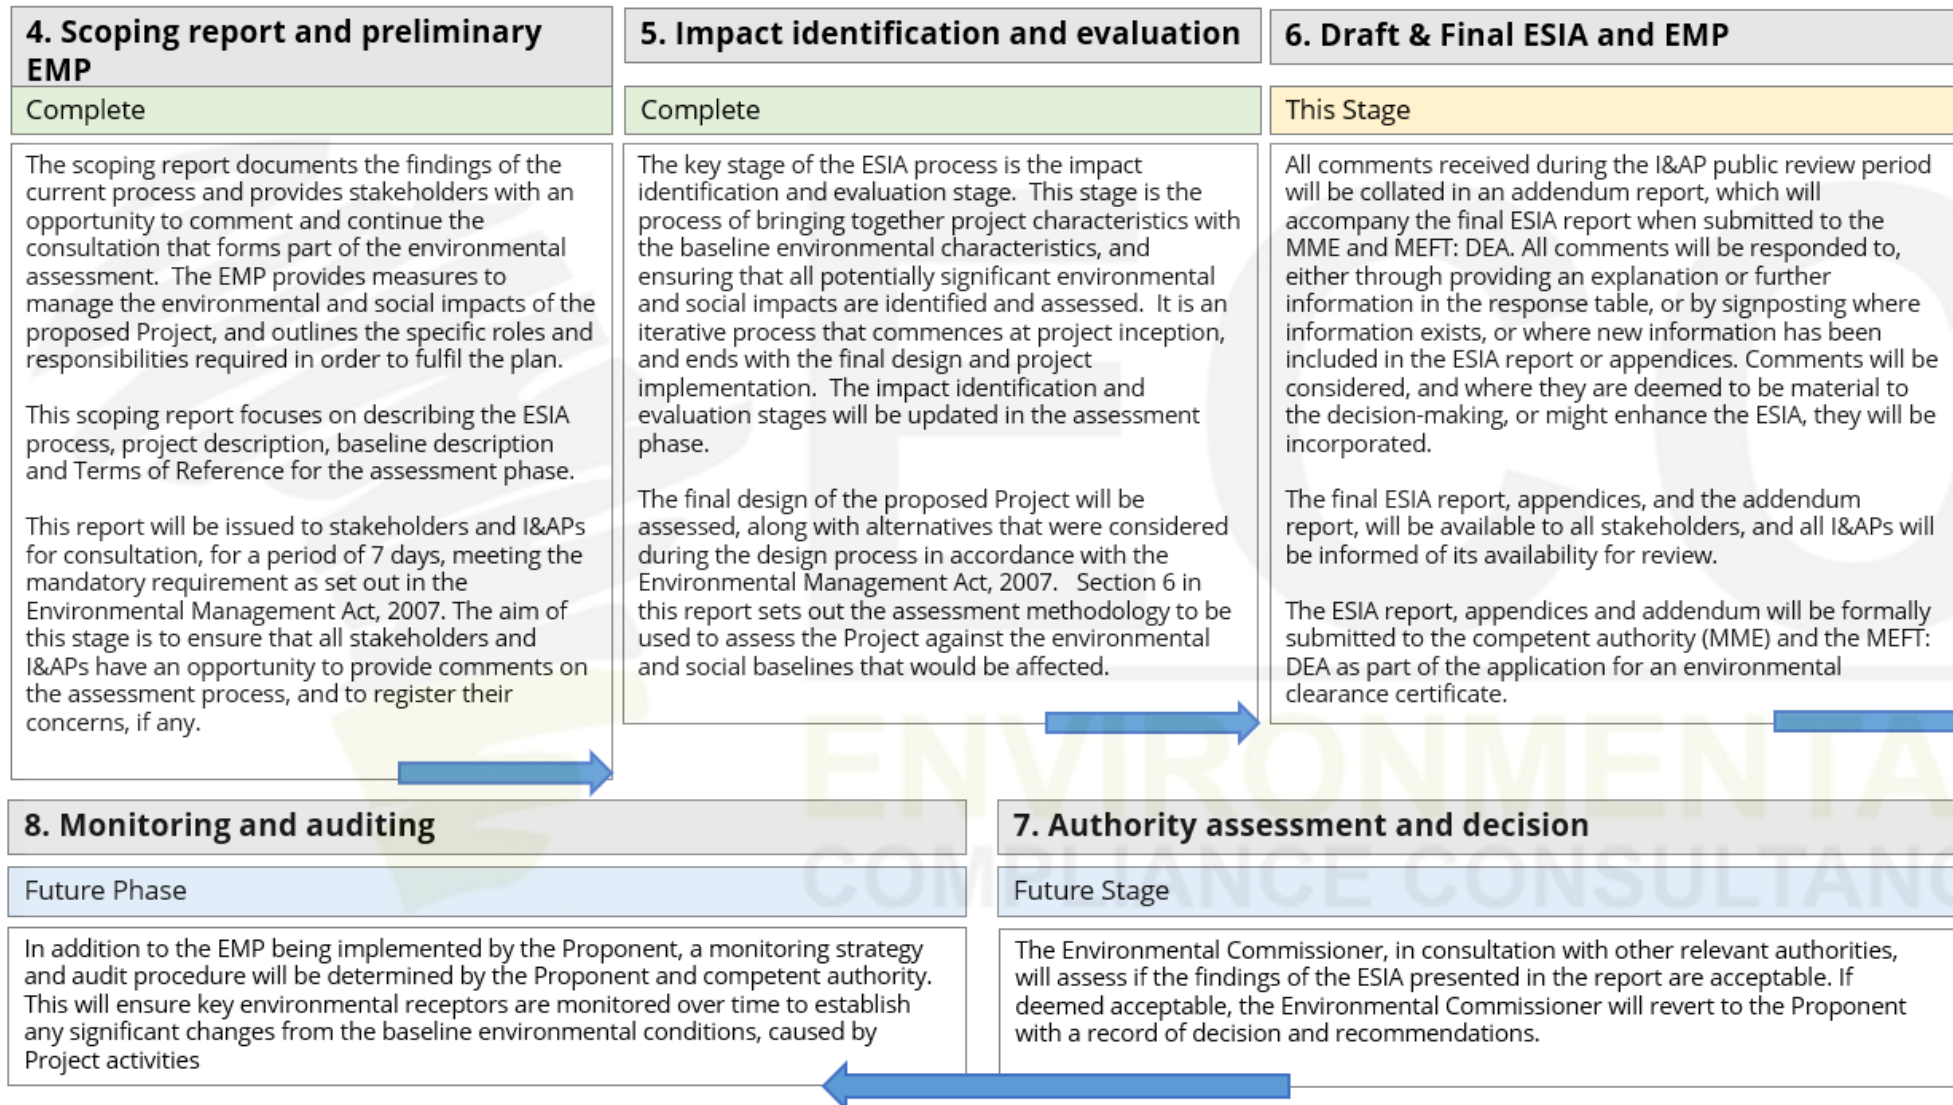 4. Scoping report and preliminary
EMP
Complete
The scoping report documents the findings of the
current process and provides stakeholders with an
opportunity to comment and continue the
consultation that forms part of the environmental
assessment.  The EMP provides measures to
manage the environmental and social impacts of the
proposed Project, and outlines the specific roles and
responsibilities required in order to fulfil the plan.
This scoping report focuses on describing the ESIA
process, project description, baseline description
and Terms of Reference for the assessment phase.
This report will be issued to stakeholders and I&APs
for consultation, for a period of 7 days, meeting the
mandatory requirement as set out in the
Environmental Management Act, 2007. The aim of
this stage is to ensure that all stakeholders and
I&APs have an opportunity to provide comments on
the assessment process, and to register their
concerns, if any.
5. Impact identification and evaluation
Complete
The key stage of the ESIA process is the impact
identification and evaluation stage.  This stage is the
process of bringing together project characteristics with
the baseline environmental characteristics, and
ensuring that all potentially significant environmental
and social impacts are identified and assessed.  It is an
iterative process that commences at project inception,
and ends with the final design and project
implementation.  The impact identification and
evaluation stages will be updated in the assessment
phase.
The final design of the proposed Project will be
assessed, along with alternatives that were considered
during the design process in accordance with the
Environmental Management Act, 2007.   Section 6 in
this report sets out the assessment methodology to be
used to assess the Project against the environmental
and social baselines that would be affected.
6. Draft & Final ESIA and EMP
This Stage
All comments received during the I&AP public review period
will be collated in an addendum report, which will
accompany the final ESIA report when submitted to the
MME and MEFT: DEA. All comments will be responded to,
either through providing an explanation or further
information in the response table, or by signposting where
information exists, or where new information has been
included in the ESIA report or appendices. Comments will be
considered, and where they are deemed to be material to
the decision-making, or might enhance the ESIA, they will be
incorporated.
The final ESIA report, appendices, and the addendum
report, will be available to all stakeholders, and all I&APs will
be informed of its availability for review.
The ESIA report, appendices and addendum will be formally
submitted to the competent authority (MME) and the MEFT:
DEA as part of the application for an environmental
clearance certificate.
8. Monitoring and auditing
Future Phase
In addition to the EMP being implemented by the Proponent, a monitoring strategy
and audit procedure will be determined by the Proponent and competent authority.
This will ensure key environmental receptors are monitored over time to establish
any significant changes from the baseline environmental conditions, caused by
Project activities
7. Authority assessment and decision
Future Stage
The Environmental Commissioner, in consultation with other relevant authorities,
will assess if the findings of the ESIA presented in the report are acceptable. If
deemed acceptable, the Environmental Commissioner will revert to the Proponent
with a record of decision and recommendations.
ECC
ENVIRONMENTA
COMPLIANCE CONSULTANC